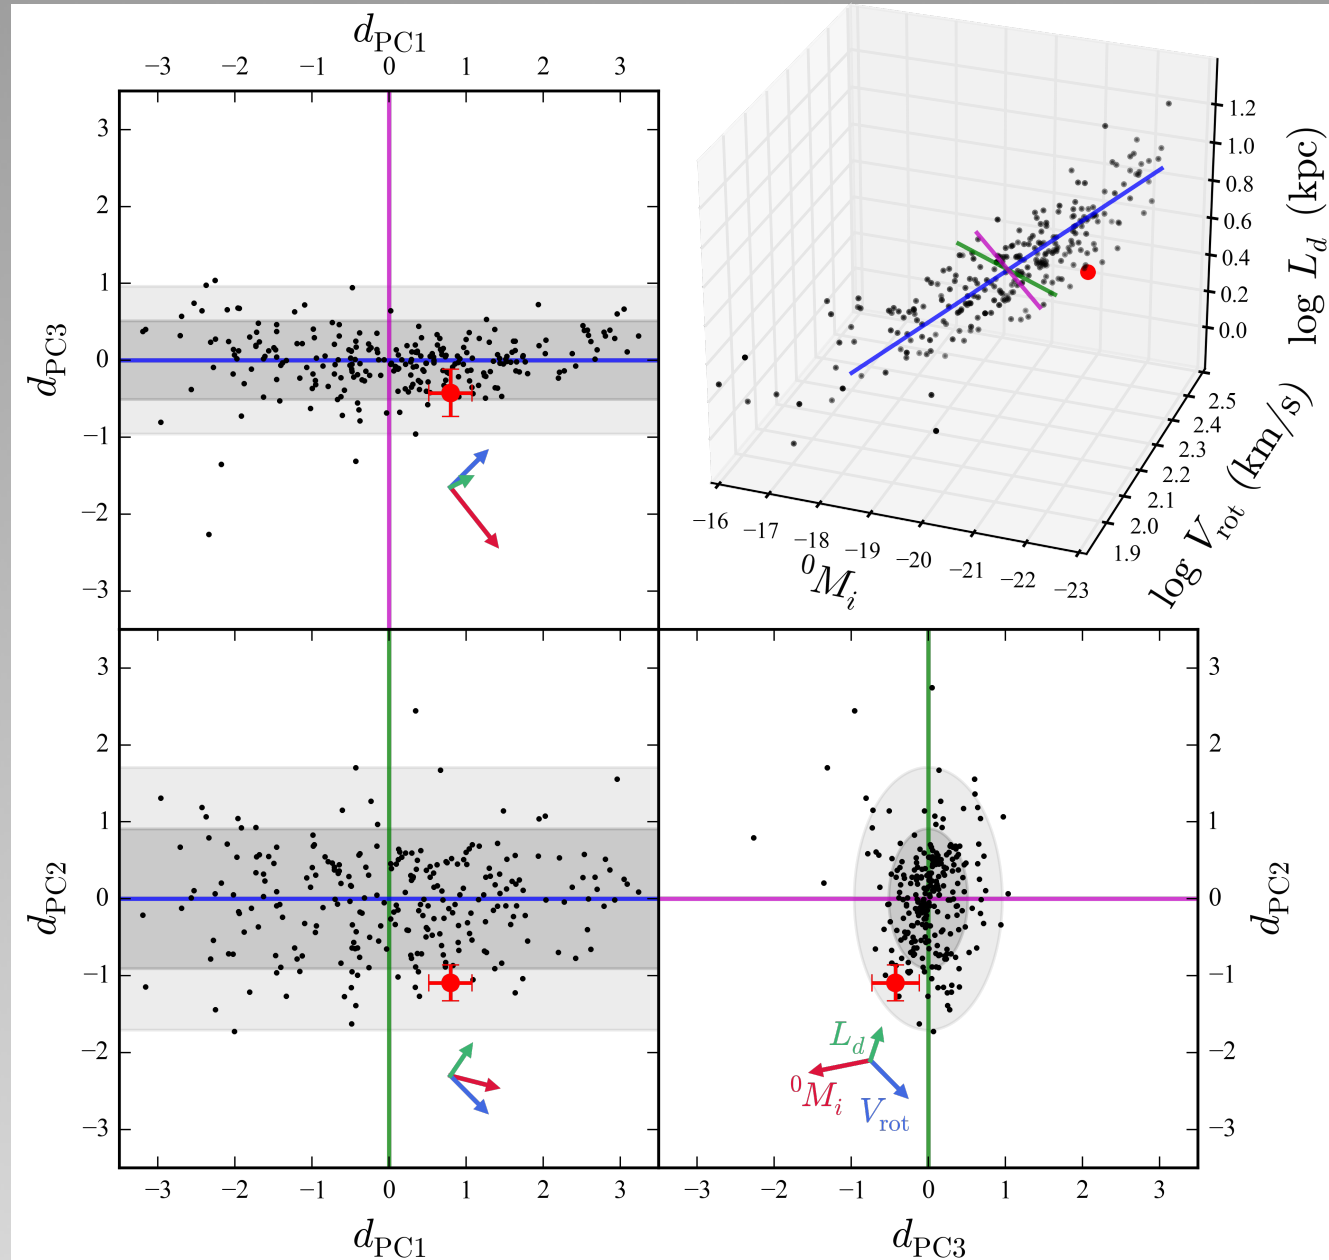 d_PC1
−3 −2 −1 0 1 2 3
3
2
1
0
−1
−2
−3
d_PC3
1.2
1.0
0.8
0.6
0.4
0.2
0.0
log L_d (kpc)
2.5
2.4
2.3
2.2
2.1
2.0
1.9
log V_rot (km/s)
−16 −17 −18 −19 −20 −21 −22 −23
⁰M_i
3
2
1
0
−1
−2
−3
d_PC2
3
2
1
0
−1
−2
−3
d_PC2
L_d
⁰M_i
V_rot
−3 −2 −1 0 1 2 3
−3 −2 −1 0 1 2 3
d_PC1
d_PC3